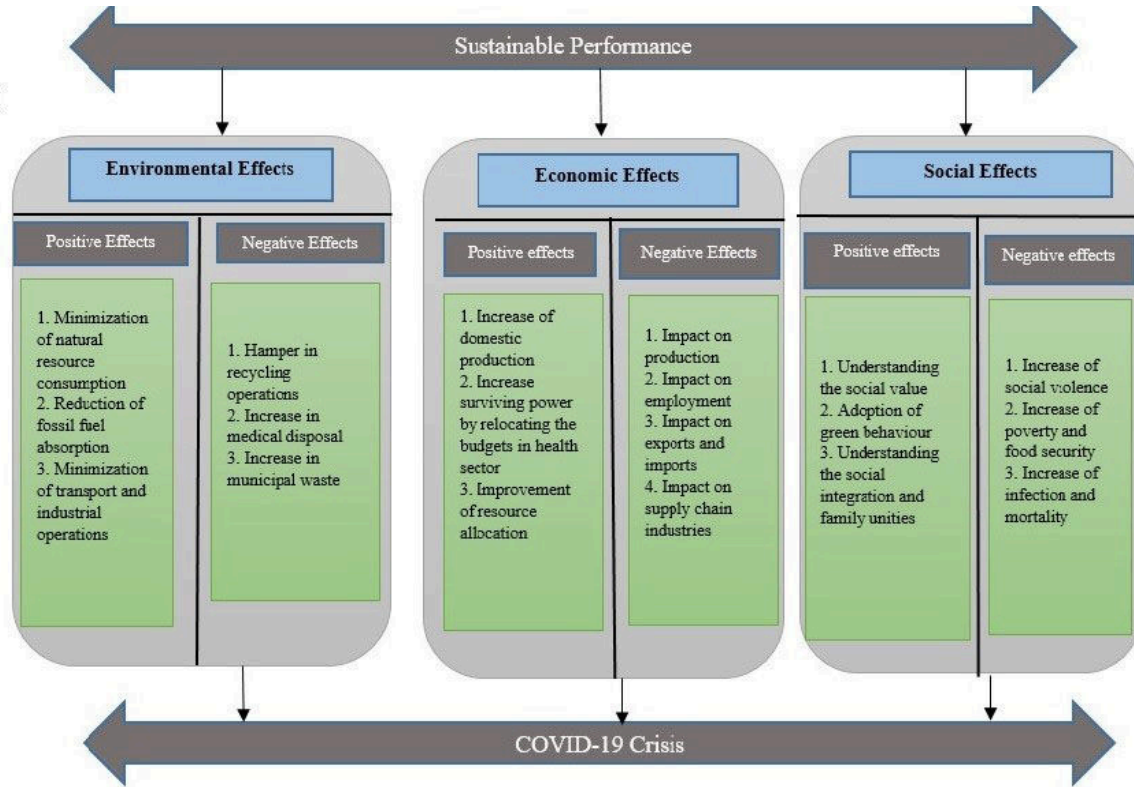 Sustainable Performance
Environmental Effects
Positive Effects
Negative Effects
1. Minimization
of natural
resource
consumption
2. Reduction of
fossil fuel
absorption
3. Minimization
of transport and
industrial
operations
1. Hamper in
recycling
operations
2. Increase in
medical disposal
3. Increase in
municipal waste
Economic Effects
Positive effects
Negative Effects
1. Increase of
domestic
production
2. Increase
surviving power
by relocating the
budgets in health
sector
3. Improvement
of resource
allocation
1. Impact on
production
2. Impact on
employment
3. Impact on
exports and
imports
4. Impact on
supply chain
industries
Social Effects
Positive effects
Negative effects
1. Understanding
the social value
2. Adoption of
green behaviour
3. Understanding
the social
integration and
family unities
1. Increase of
social violence
2. Increase of
poverty and
food security
3. Increase of
infection and
mortality
COVID-19 Crisis